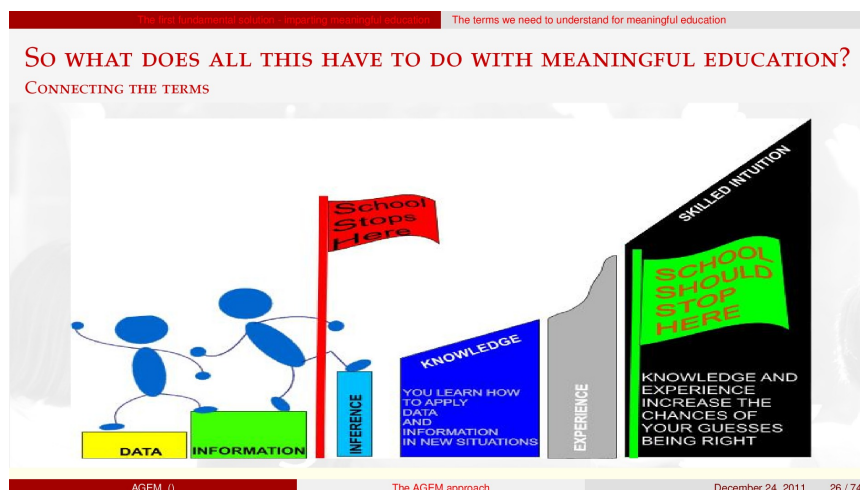 The first fundamental solution - imparting meaningful education
The terms we need to understand for meaningful education
So what does all this have to do with meaningful education?
Connecting the terms
School
Stops
Here
DATA
INFORMATION
INFERENCE
KNOWLEDGE
YOU LEARN HOW
TO APPLY
DATA
AND
INFORMATION
IN NEW SITUATIONS
EXPERIENCE
SKILLED INTUITION
SCHOOL
SHOULD
STOP
HERE
KNOWLEDGE AND
EXPERIENCE
INCREASE THE
CHANCES OF
YOUR GUESSES
BEING RIGHT
AGEM ()
The AGEM approach
December 24, 2011
26 / 74